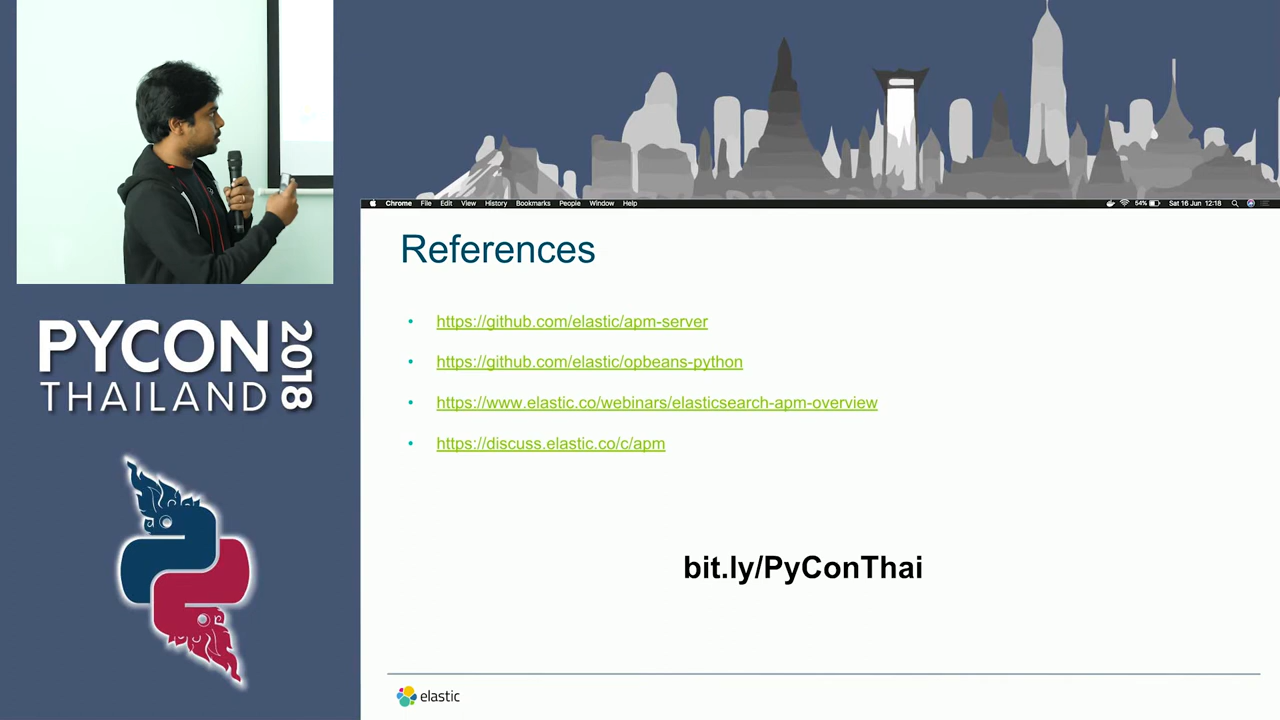 PYCON
THAILAND
2018
Chrome File Edit View History Bookmarks People Window Help
54% Sat 16 Jun 12:18
References
• https://github.com/elastic/apm-server
• https://github.com/elastic/opbeans-python
• https://www.elastic.co/webinars/elasticsearch-apm-overview
• https://discuss.elastic.co/c/apm
bit.ly/PyConThai
elastic